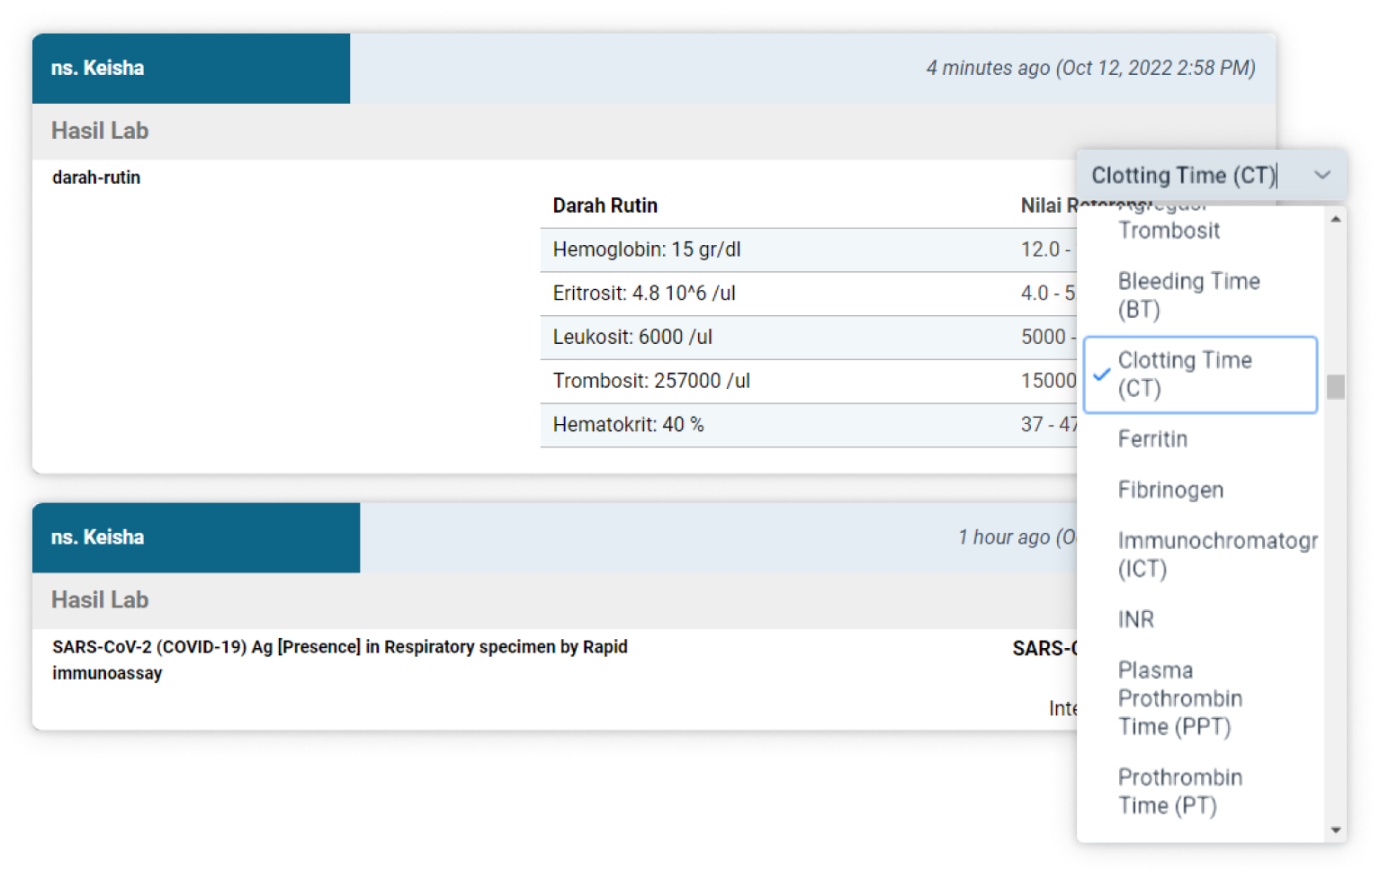 ns. Keisha
4 minutes ago (Oct 12, 2022 2:58 PM)
Hasil Lab
darah-rutin
Darah Rutin
Nilai
Hemoglobin: 15 gr/dl
12.0 -
Eritrosit: 4.8 10^6 /ul
4.0 - 5
Leukosit: 6000 /ul
5000 -
Trombosit: 257000 /ul
15000
Hematokrit: 40 %
37 - 47
ns. Keisha
1 hour ago
Hasil Lab
SARS-CoV-2 (COVID-19) Ag [Presence] in Respiratory specimen by Rapid
immunoassay
Clotting Time (CT)
Trombosit
Bleeding Time
(BT)
Clotting Time
(CT)
Ferritin
Fibrinogen
Immunochromatogr
(ICT)
INR
Plasma
Prothrombin
Time (PPT)
Prothrombin
Time (PT)